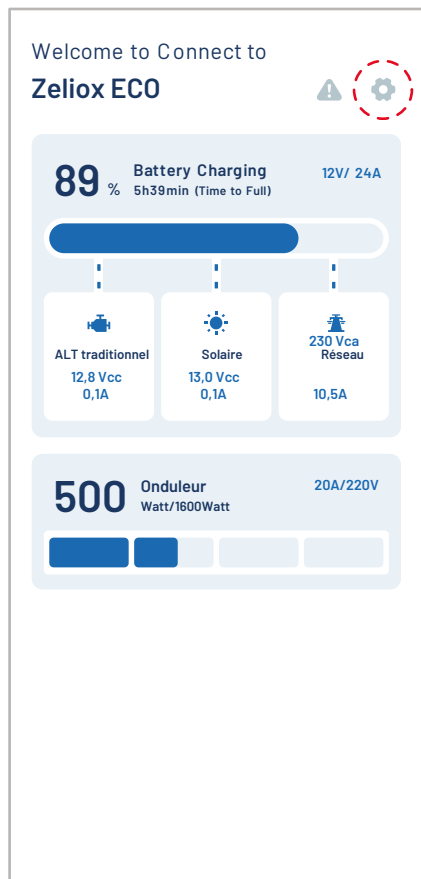 Welcome to Connect to
Zeliox ECO
89 % Battery Charging 12V/ 24A
5h39min (Time to Full)
ALT traditionnel
12,8 Vcc
0,1A
Solaire
13,0 Vcc
0,1A
230 Vca
Réseau
10,5A
500 Onduleur 20A/220V
Watt/1600Watt